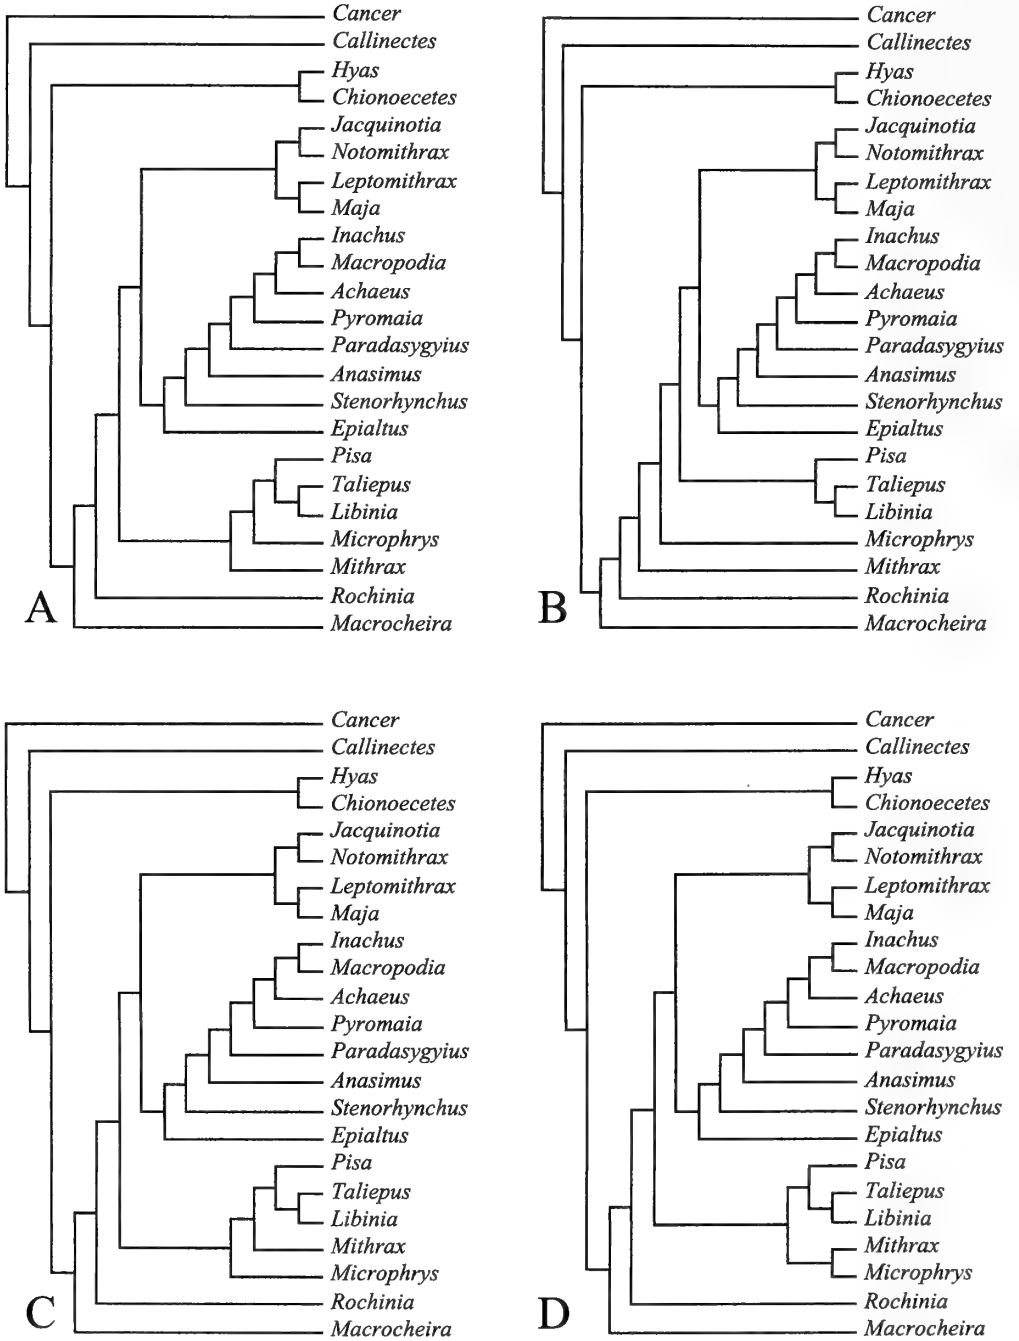 Cancer
Callinectes
Hyas
Chionoecetes
Jacquinotia
Notomithrax
Leptomithrax
Maja
Inachus
Macropodia
Achaeus
Pyromaia
Paradasygyius
Anasimus
Stenorhynchus
Epialtus
Pisa
Taliepus
Libinia
Microphrys
Mithrax
Rochinia
Macrocheira
A
Cancer
Callinectes
Hyas
Chionoecetes
Jacquinotia
Notomithrax
Leptomithrax
Maja
Inachus
Macropodia
Achaeus
Pyromaia
Paradasygyius
Anasimus
Stenorhynchus
Epialtus
Pisa
Taliepus
Libinia
Microphrys
Mithrax
Rochinia
Macrocheira
B
Cancer
Callinectes
Hyas
Chionoecetes
Jacquinotia
Notomithrax
Leptomithrax
Maja
Inachus
Macropodia
Achaeus
Pyromaia
Paradasygyius
Anasimus
Stenorhynchus
Epialtus
Pisa
Taliepus
Libinia
Mithrax
Microphrys
Rochinia
Macrocheira
C
Cancer
Callinectes
Hyas
Chionoecetes
Jacquinotia
Notomithrax
Leptomithrax
Maja
Inachus
Macropodia
Achaeus
Pyromaia
Paradasygyius
Anasimus
Stenorhynchus
Epialtus
Pisa
Taliepus
Libinia
Mithrax
Microphrys
Rochinia
Macrocheira
D